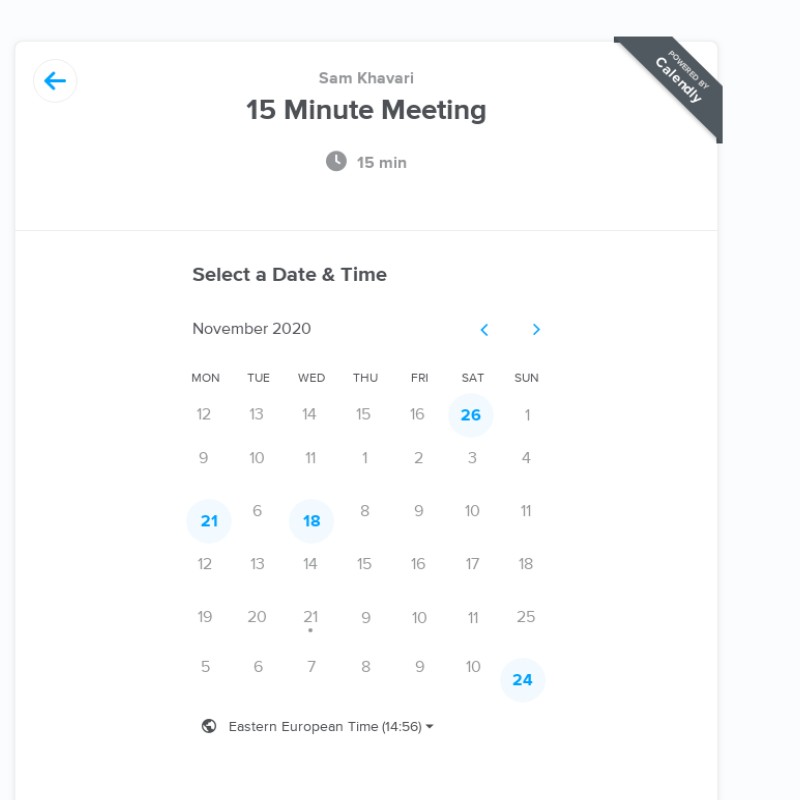 POWERED BY
Calendly
Sam Khavari
15 Minute Meeting
15 min
Select a Date & Time
November 2020
MON TUE WED THU FRI SAT SUN
12 13 14 15 16 26 1
9 10 11 1 2 3 4
21 6 18 8 9 10 11
12 13 14 15 16 17 18
19 20 21 9 10 11 25
5 6 7 8 9 10 24
Eastern European Time (14:56)